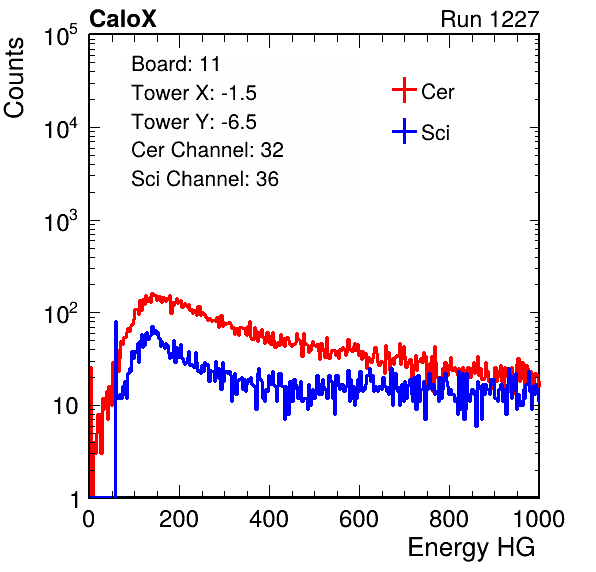 CaloX Run 1227
Counts
10^5
10^4
10^3
10^2
10
1
Board: 11
Tower X: -1.5
Tower Y: -6.5
Cer Channel: 32
Sci Channel: 36
Cer
Sci
0 200 400 600 800 1000
Energy HG